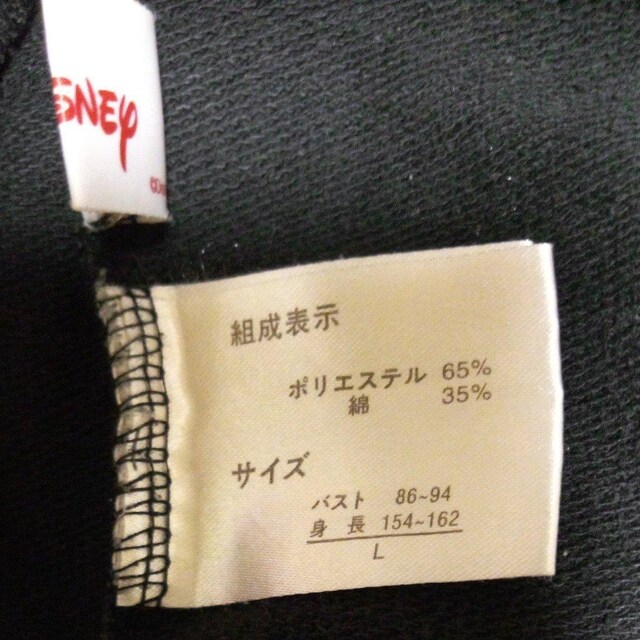 SNEY
組成表示
ポリエステル 65%
綿 35%
サイズ
バスト 86~94
身長 154~162
L